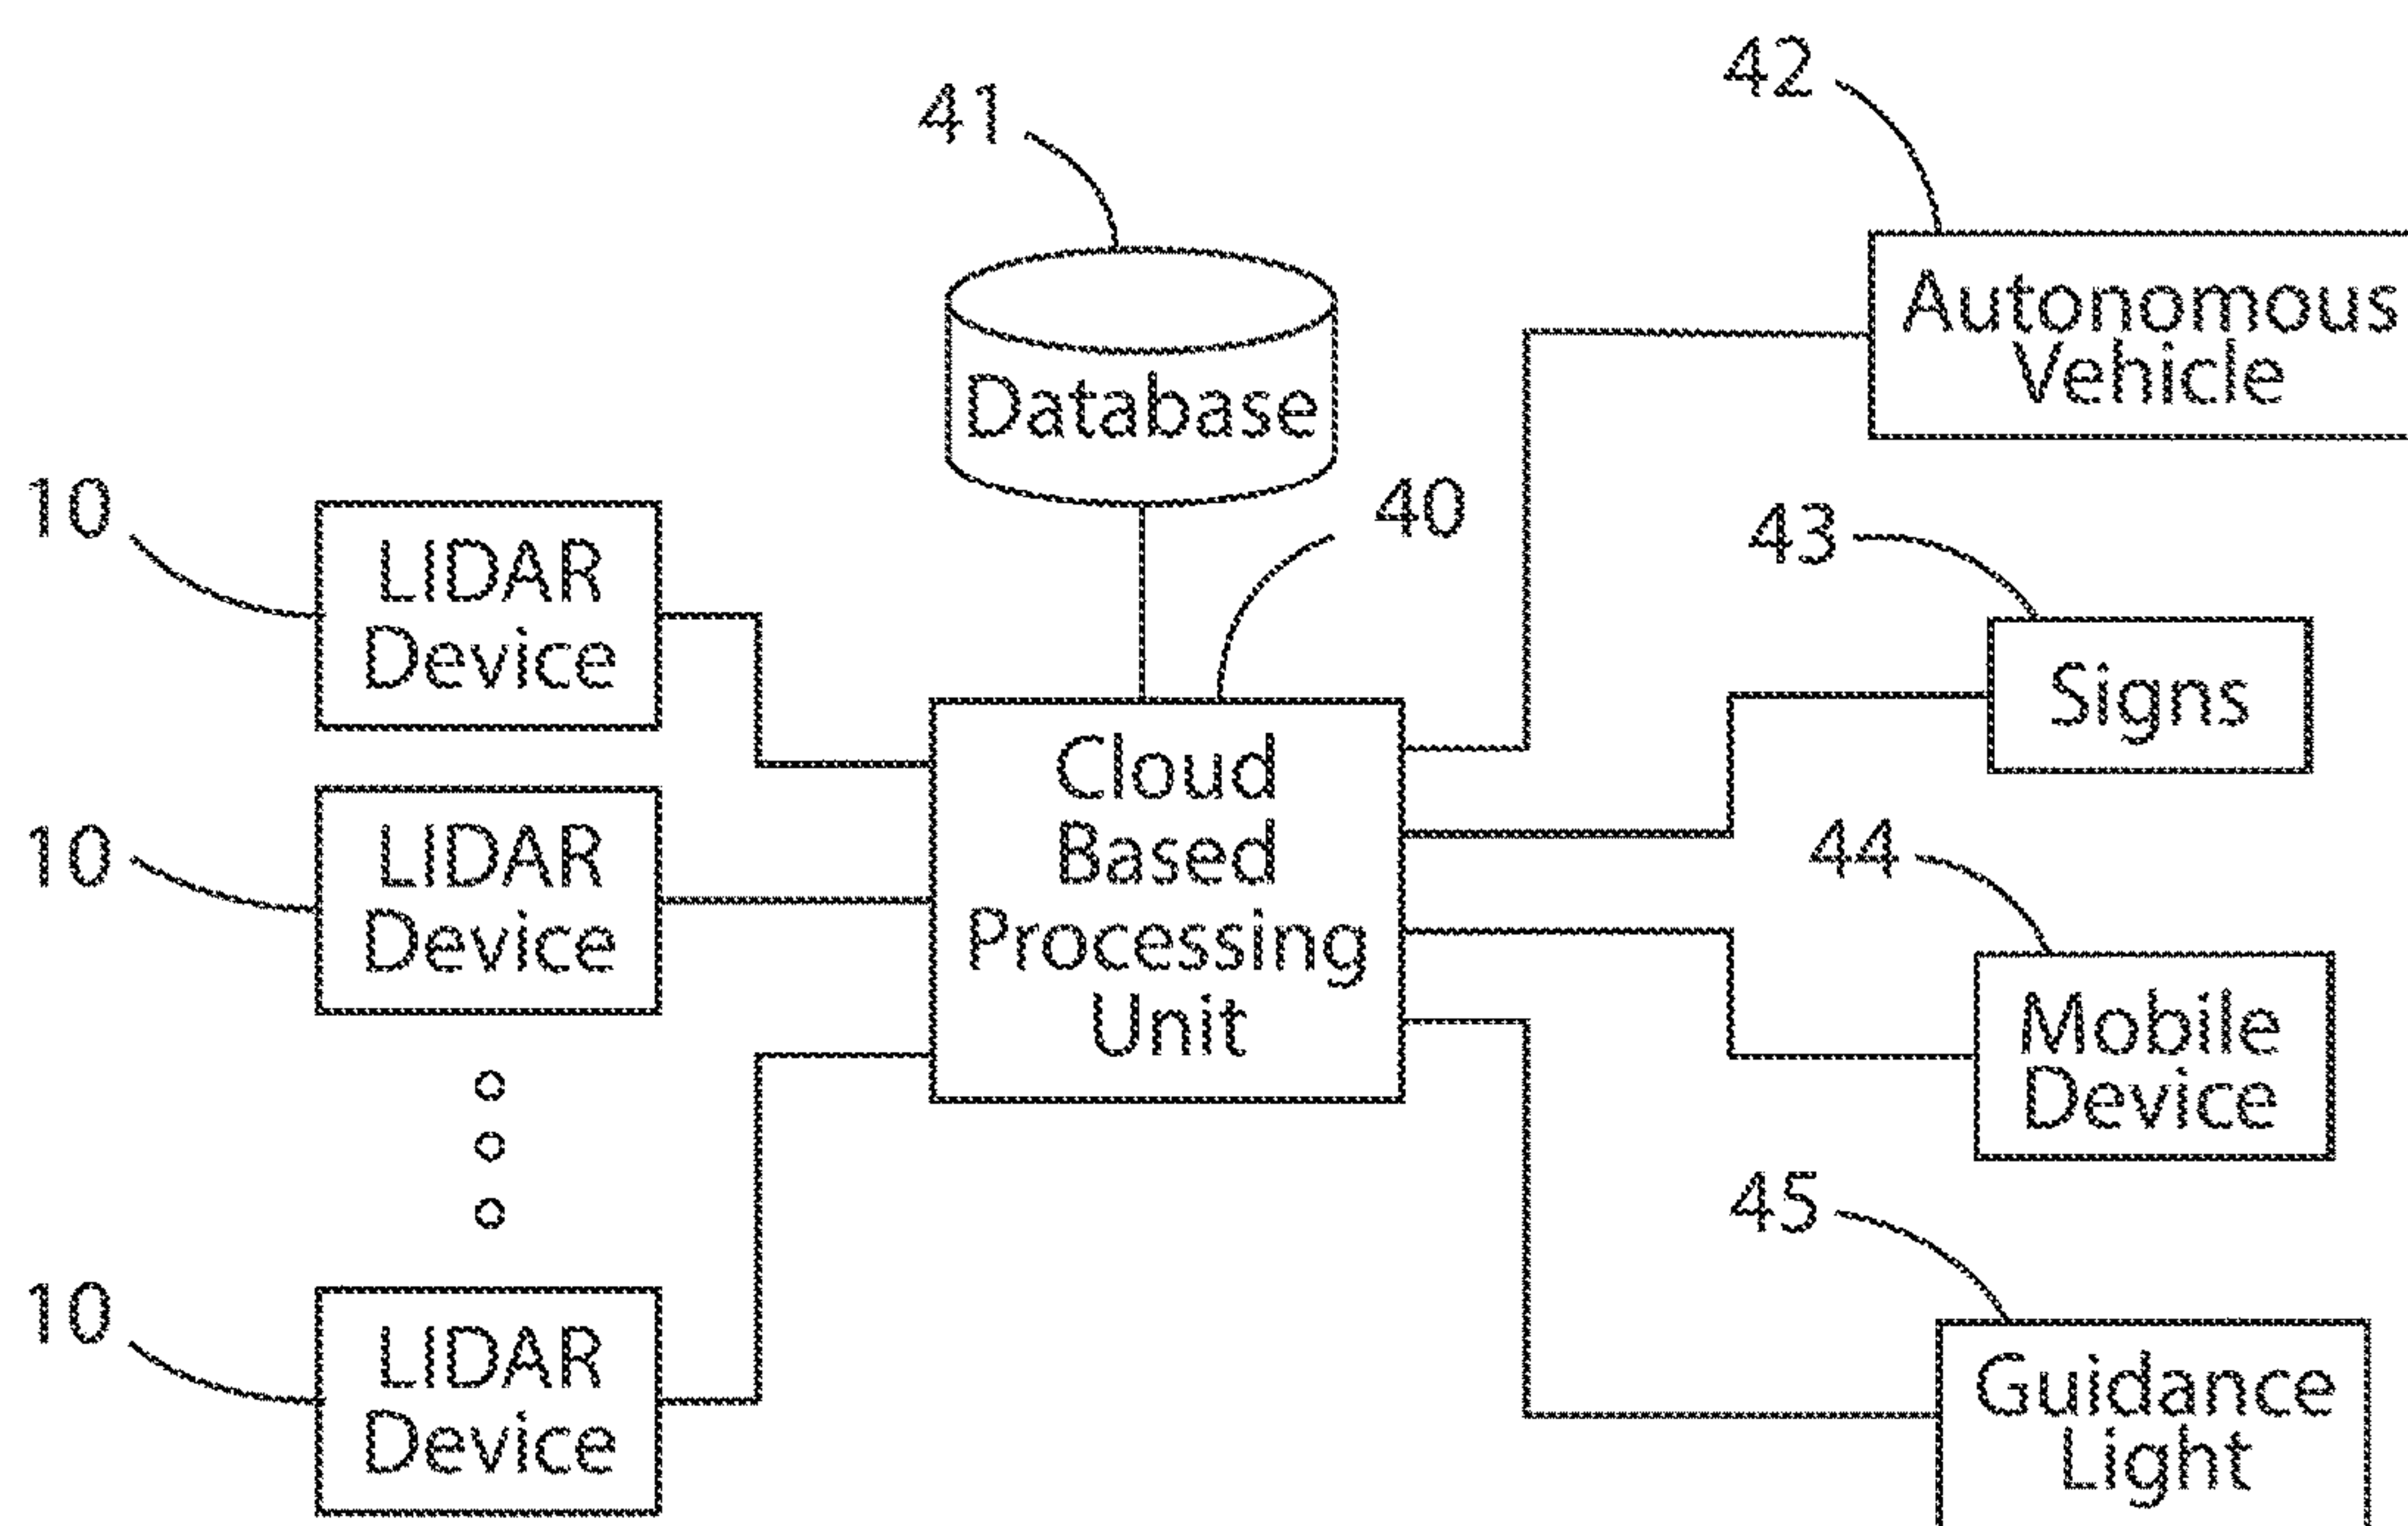 42
41
Autonomous
Vehicle
Database
10
40
43
LIDAR
Device
Signs
Cloud
Based
Processing
Unit
10
LIDAR
Device
44
Mobile
Device
45
10
LIDAR
Device
Guidance
Light